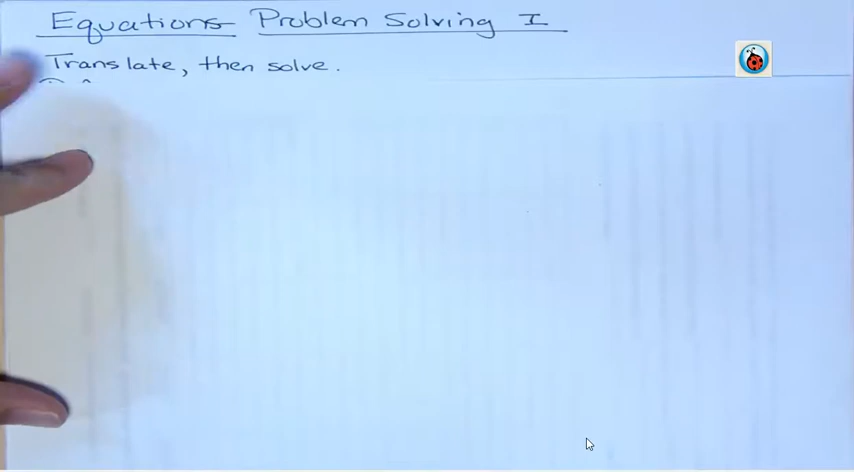 Equations Problem Solving I
Translate, then solve.